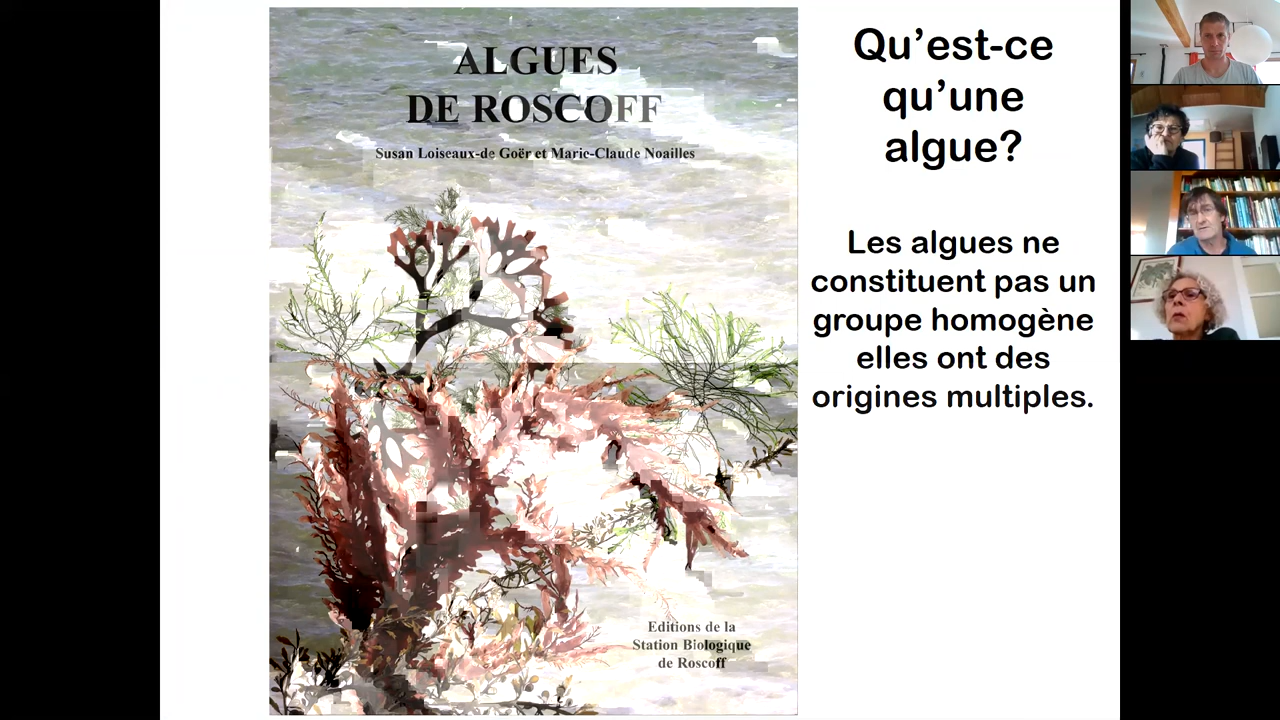 ALGUES
DE ROSCOFF
Susan Loiseaux-de Goër et Marie-Claude Noailles
Editions de la
Station Biologique
de Roscoff
Qu’est-ce
qu’une
algue?
Les algues ne
constituent pas un
groupe homogène
elles ont des
origines multiples.